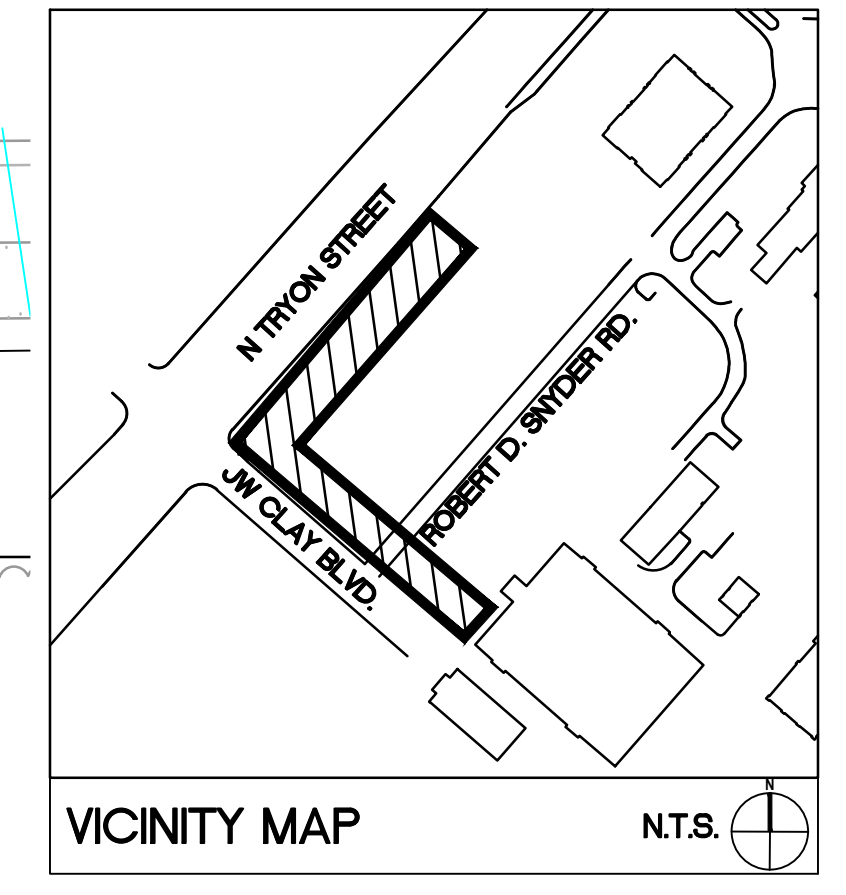 N TRYON STREET
ROBERT D. SNYDER RD.
JW CLAY BLVD.
VICINITY MAP
N.T.S.
N